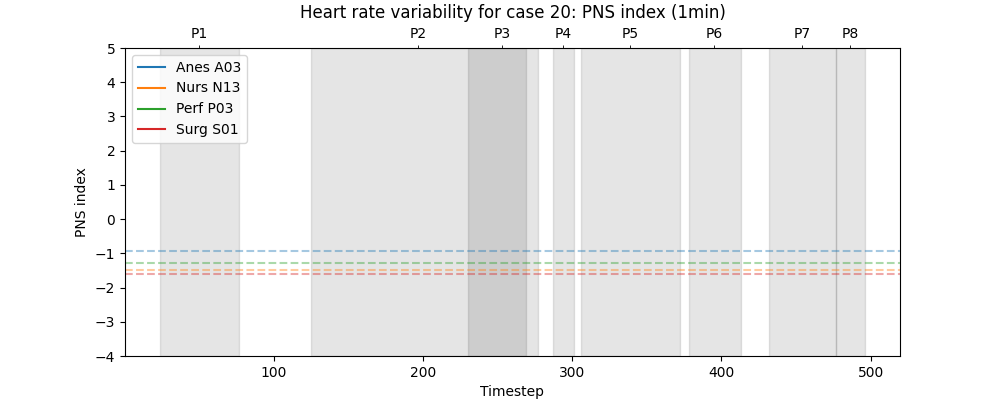 Heart rate variability for case 20: PNS index (1min)
P1 P2 P3 P4 P5 P6 P7 P8
Anes A03
Nurs N13
Perf P03
Surg S01
PNS index
5
4
3
2
1
0
−1
−2
−3
−4
100 200 300 400 500
Timestep